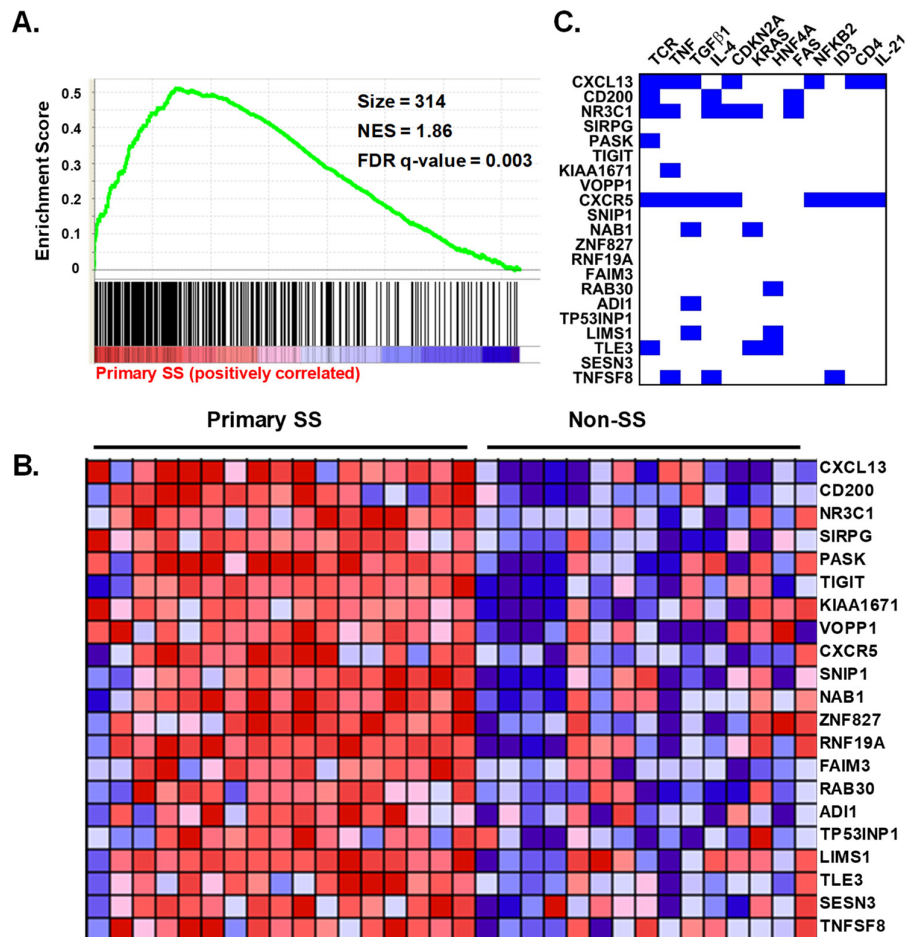 A.
Enrichment Score
0.5
0.4
0.3
0.2
0.1
0
Size = 314
NES = 1.86
FDR q-value = 0.003
Primary SS (positively correlated)
C.
TCR TNF TGFβ1 IL-4 CDKN2A KRAS HNF4A FAS NFKB2 ID3 CD4 IL-21
CXCL13
CD200
NR3C1
SIRPG
PASK
TIGIT
KIAA1671
VOPP1
CXCR5
SNIP1
NAB1
ZNF827
RNF19A
FAIM3
RAB30
ADI1
TP53INP1
LIMS1
TLE3
SESN3
TNFSF8
Primary SS Non-SS
B.
CXCL13
CD200
NR3C1
SIRPG
PASK
TIGIT
KIAA1671
VOPP1
CXCR5
SNIP1
NAB1
ZNF827
RNF19A
FAIM3
RAB30
ADI1
TP53INP1
LIMS1
TLE3
SESN3
TNFSF8